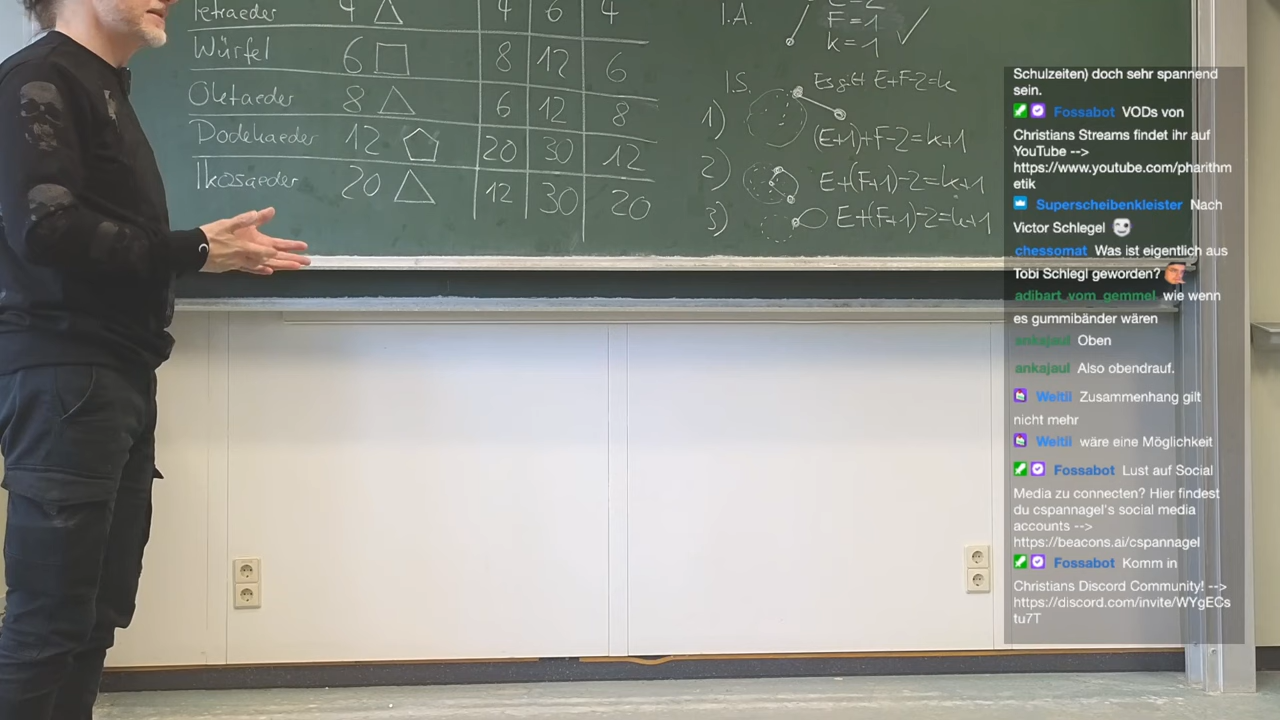 Tetraeder 4 4 6 4
Würfel 6 8 12 6
Oktaeder 8 6 12 8
Dodekaeder 12 20 30 12
Ikosaeder 20 12 30 20
I.A.
F=1
k=1 ✓
I.S. Es gilt E+F-2=k
1) (E+1)+F-2=k+1
2) E+(F+1)-2=k+1
3) E+(F+1)-2=k+1
Schulzeiten) doch sehr spannend
sein.
Fossabot VODs von
Christians Streams findet ihr auf
YouTube -->
https://www.youtube.com/pharithm
etik
Superscheibenkleister Nach
Victor Schlegel
chessomat Was ist eigentlich aus
Tobi Schlegl geworden?
adibart_vom_gemmel wie wenn
es gummibänder wären
ankajaul Oben
ankajaul Also obendrauf.
Weltii Zusammenhang gilt
nicht mehr
Weltii wäre eine Möglichkeit
Fossabot Lust auf Social
Media zu connecten? Hier findest
du cspannagel's social media
accounts -->
https://beacons.ai/cspannagel
Fossabot Komm in
Christians Discord Community! -->
https://discord.com/invite/WYgECs
tu7T